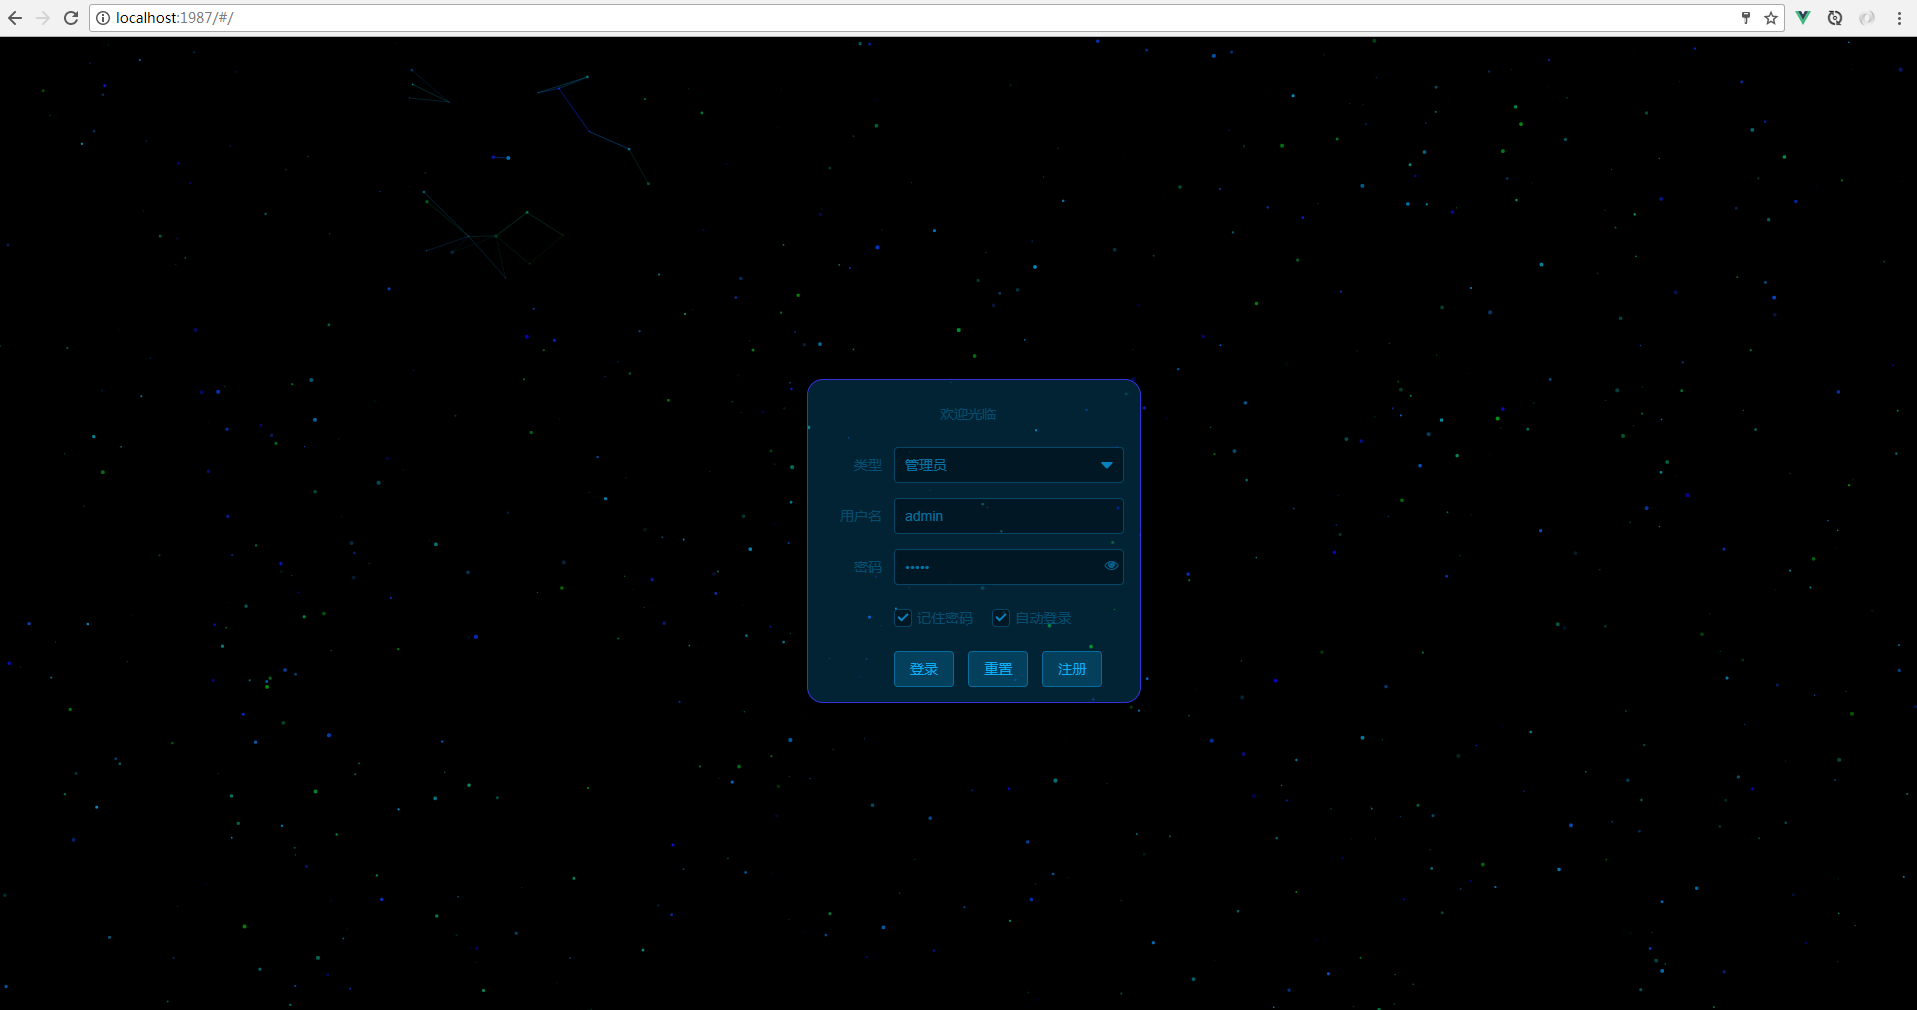 localhost:1987/#/
欢迎光临
类型 管理员
用户名 admin
密码 •••••
记住密码 自动登录
登录 重置 注册